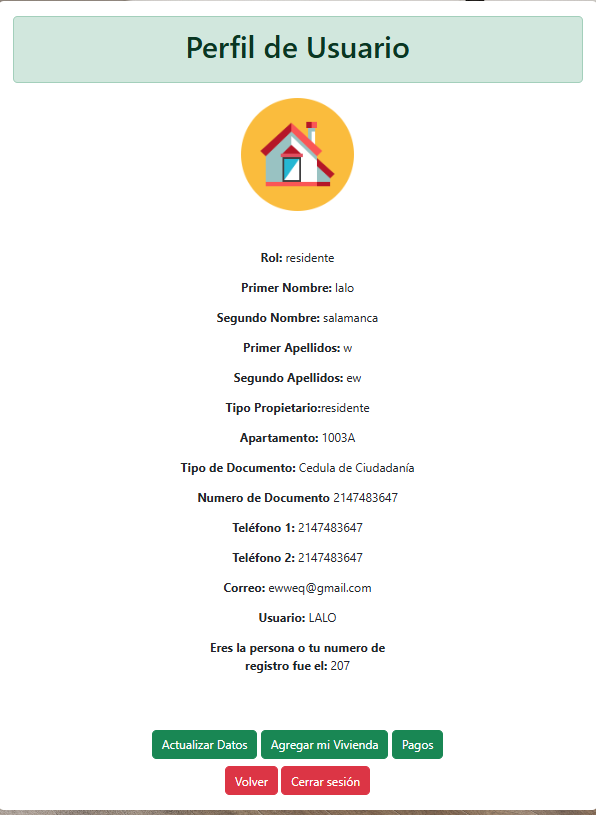 Perfil de Usuario
Rol: residente
Primer Nombre: lalo
Segundo Nombre: salamanca
Primer Apellidos: w
Segundo Apellidos: ew
Tipo Propietario:residente
Apartamento: 1003A
Tipo de Documento: Cedula de Ciudadanía
Numero de Documento 2147483647
Teléfono 1: 2147483647
Teléfono 2: 2147483647
Correo: ewweq@gmail.com
Usuario: LALO
Eres la persona o tu numero de
registro fue el: 207
Actualizar Datos Agregar mi Vivienda Pagos
Volver Cerrar sesión